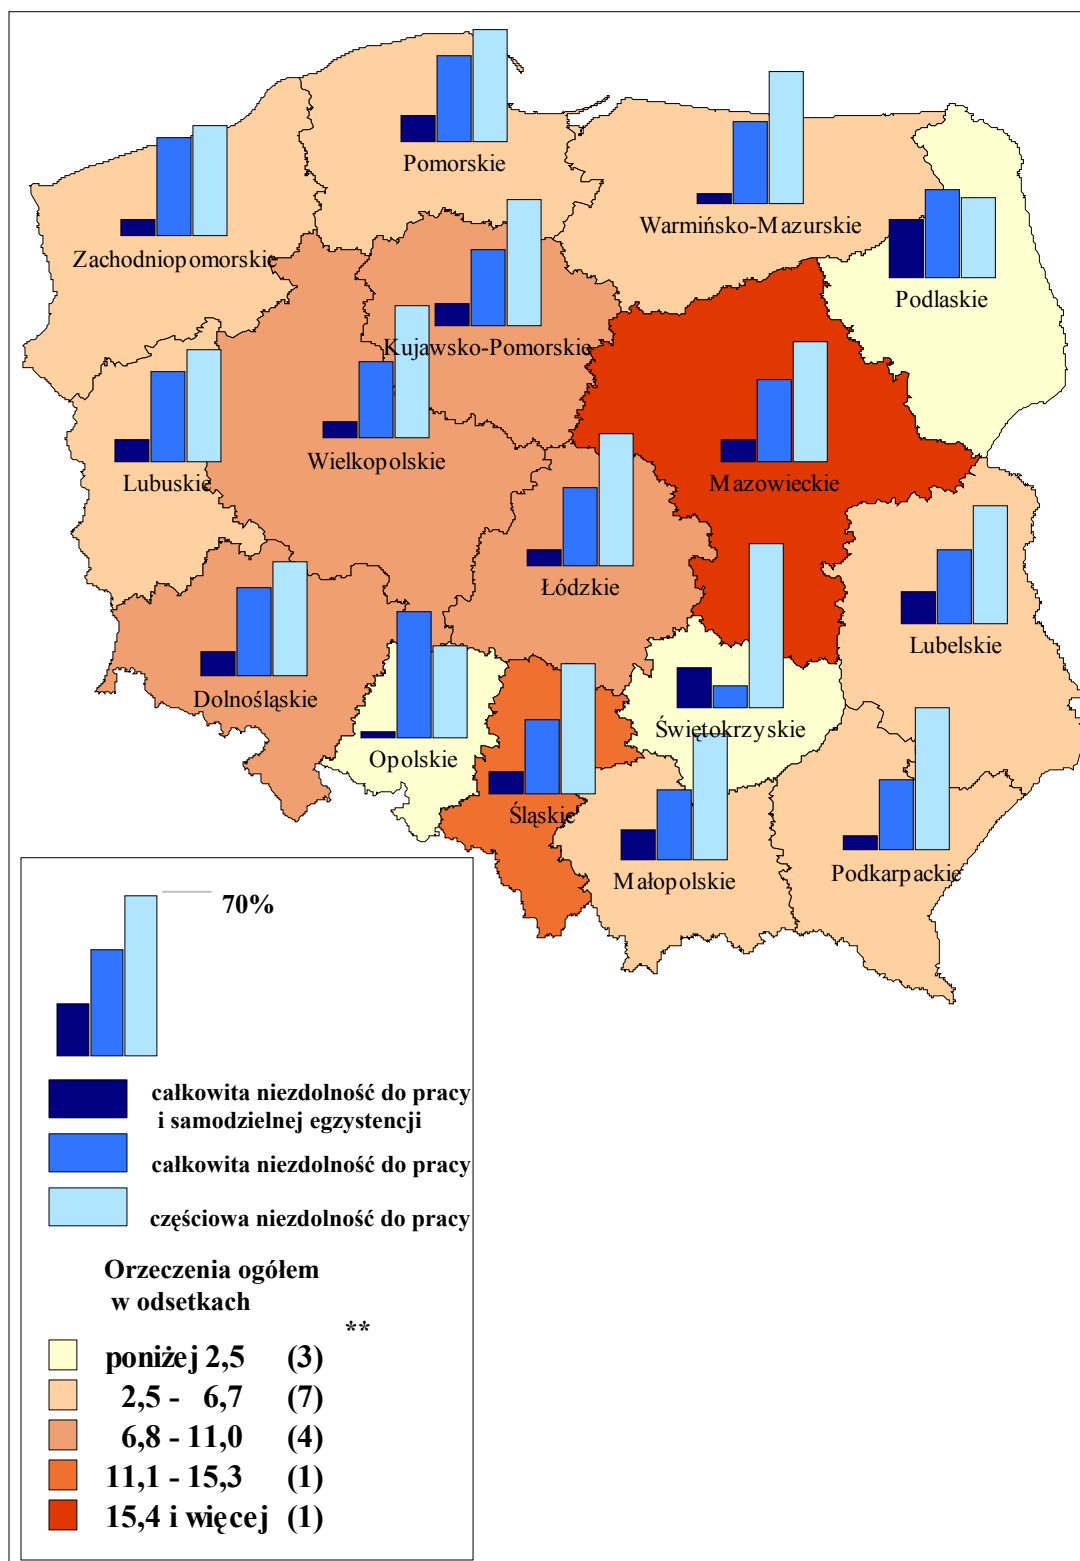 Pomorskie
Warmińsko-Mazurskie
Zachodniopomorskie
Podlaskie
Kujawsko-Pomorskie
Wielkopolskie
Lubuskie
Mazowieckie
Łódzkie
Lubelskie
Dolnośląskie
Świętokrzyskie
Opolskie
Śląskie
Małopolskie
Podkarpackie
70%
całkowita niezdolność do pracy
i samodzielnej egzystencji
całkowita niezdolność do pracy
częściowa niezdolność do pracy
Orzeczenia ogółem
w odsetkach
**
poniżej 2,5 (3)
2,5 - 6,7 (7)
6,8 - 11,0 (4)
11,1 - 15,3 (1)
15,4 i więcej (1)